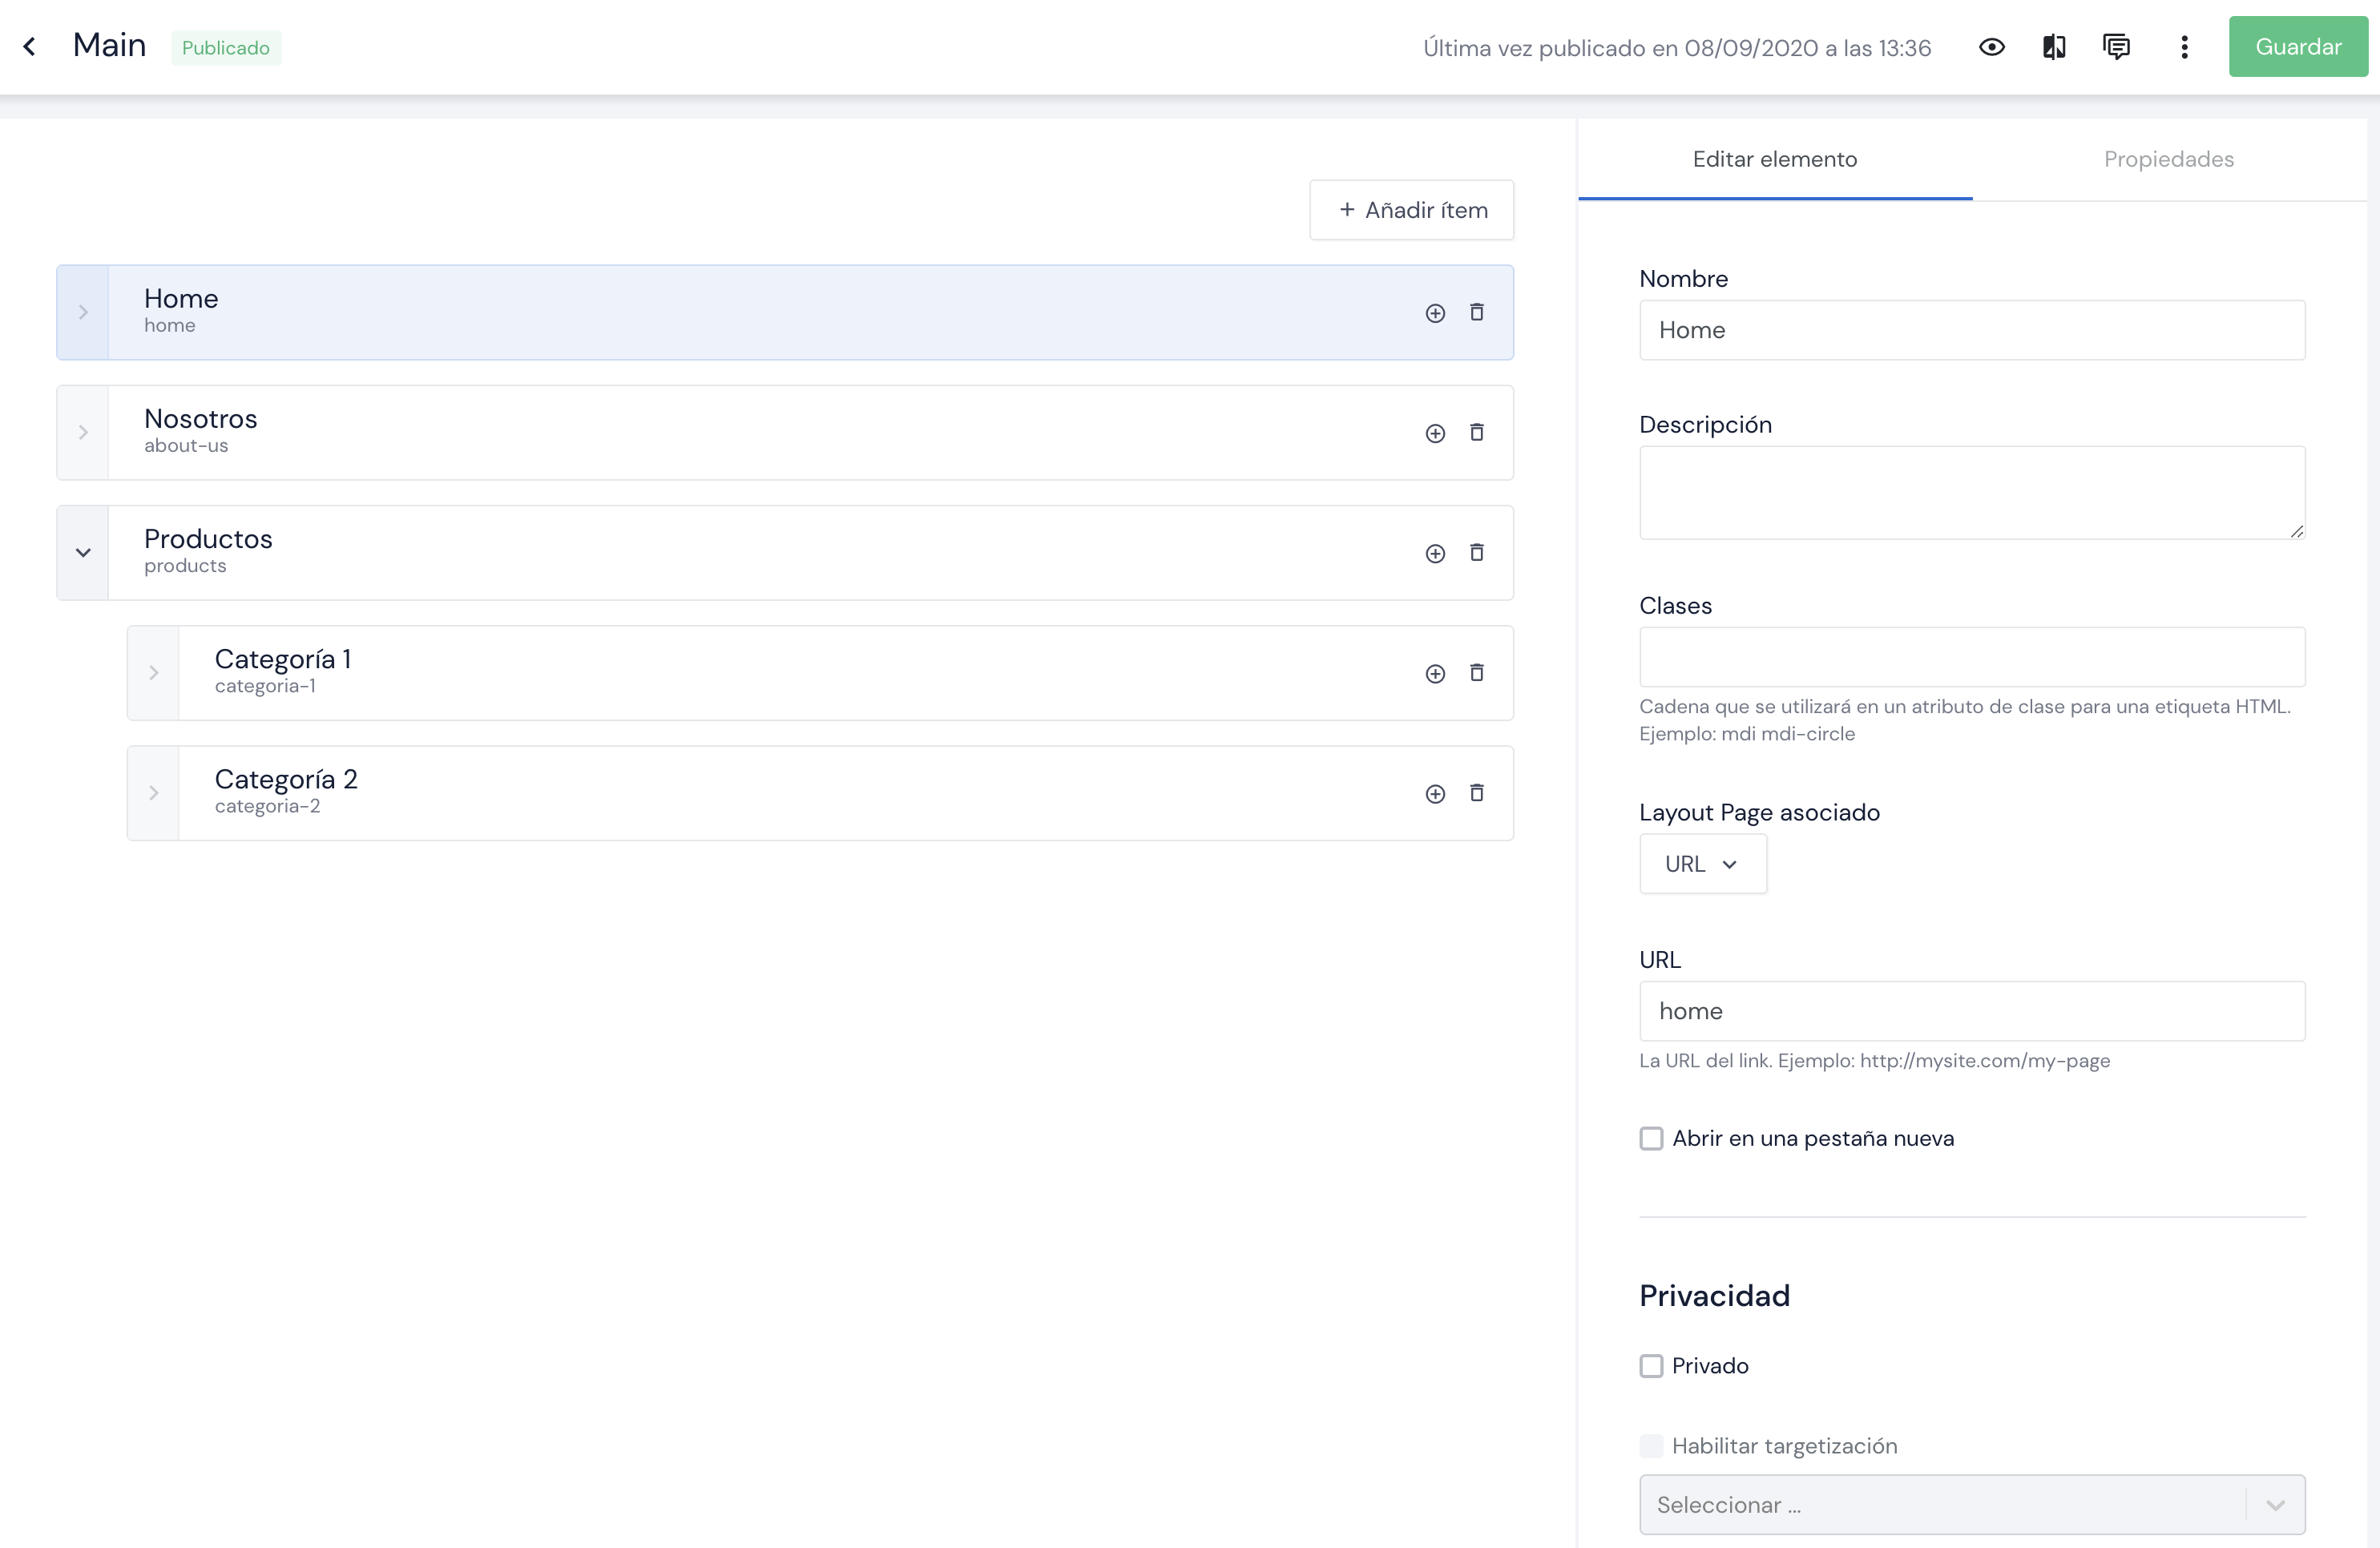 Main
Publicado
Última vez publicado en 08/09/2020 a las 13:36
Guardar
+ Añadir ítem
Home
home
Nosotros
about-us
Productos
products
Categoría 1
categoria-1
Categoría 2
categoria-2
Editar elemento
Propiedades
Nombre
Home
Descripción
Clases
Cadena que se utilizará en un atributo de clase para una etiqueta HTML.
Ejemplo: mdi mdi-circle
Layout Page asociado
URL
URL
home
La URL del link. Ejemplo: http://mysite.com/my-page
Abrir en una pestaña nueva
Privacidad
Privado
Habilitar targetización
Seleccionar ...